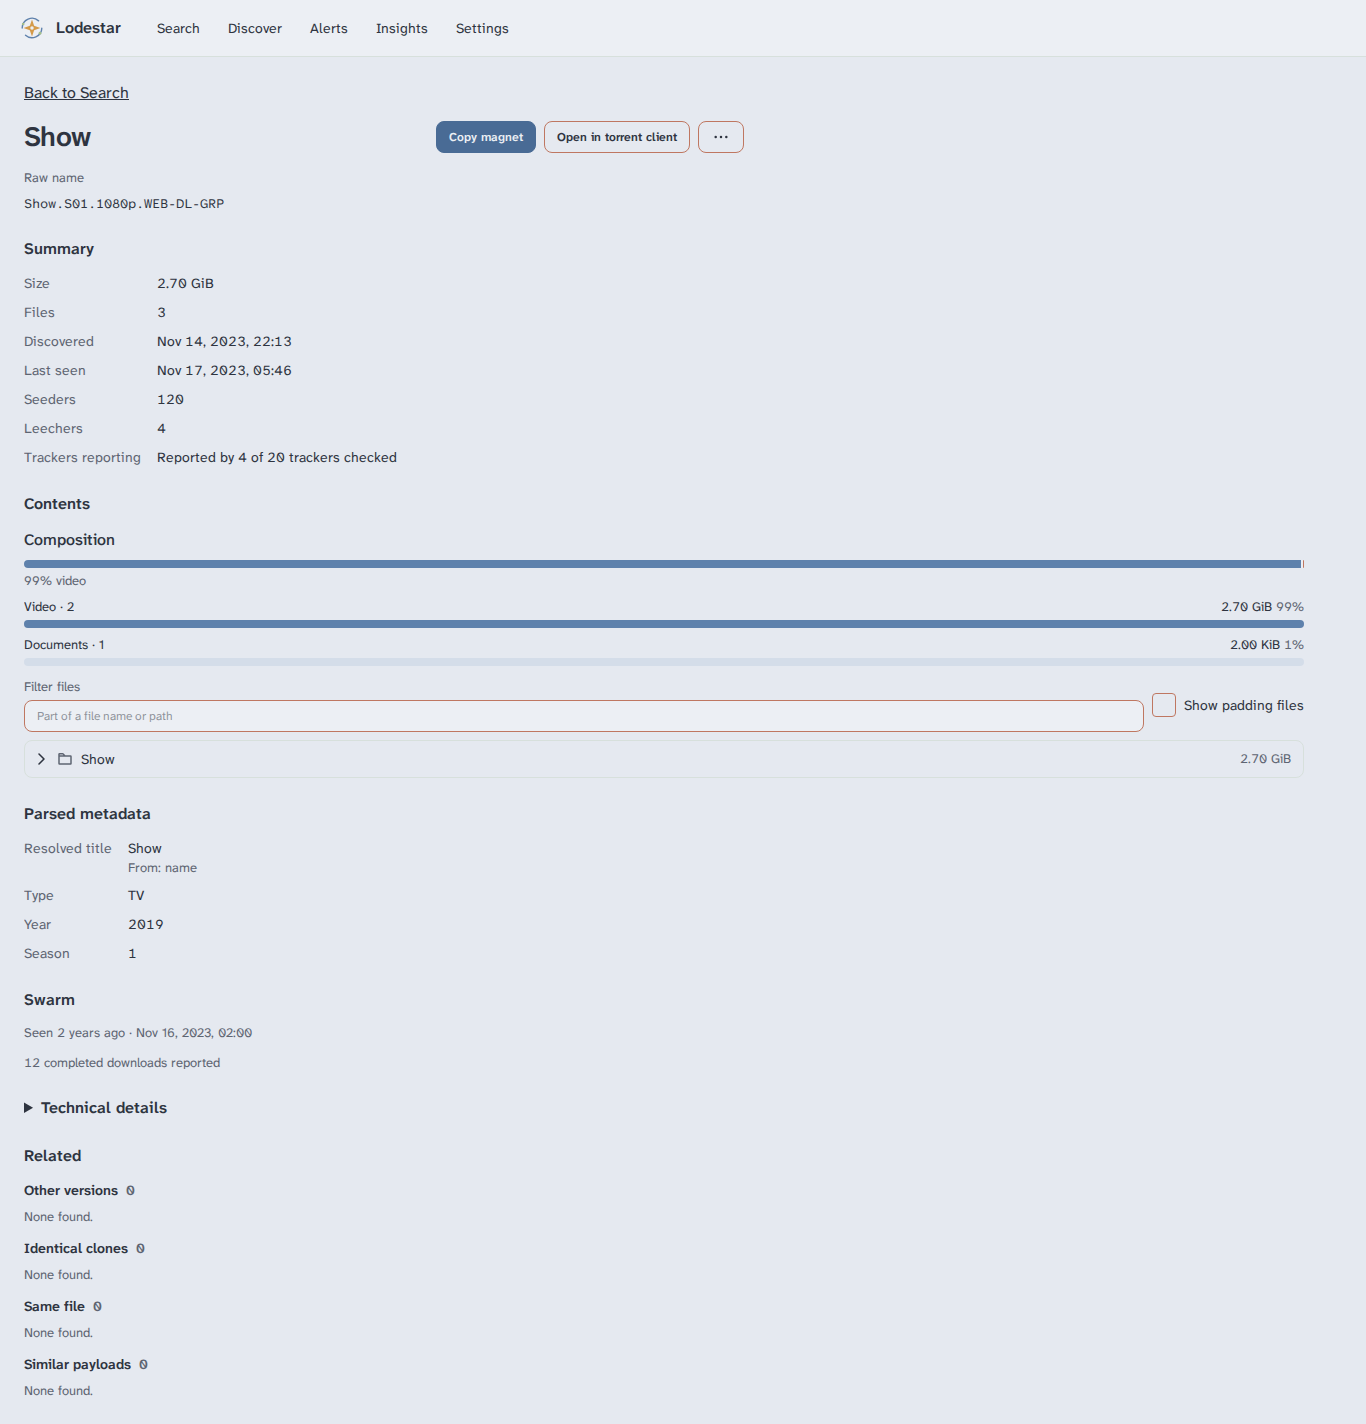 Lodestar Search Discover Alerts Insights Settings
Back to Search
Show Copy magnet Open in torrent client ...
Raw name
Show.S01.1080p.WEB-DL-GRP
Summary
Size 2.70 GiB
Files 3
Discovered Nov 14, 2023, 22:13
Last seen Nov 17, 2023, 05:46
Seeders 120
Leechers 4
Trackers reporting Reported by 4 of 20 trackers checked
Contents
Composition
99% video
Video · 2 2.70 GiB 99%
Documents · 1 2.00 KiB 1%
Filter files
Part of a file name or path Show padding files
Show 2.70 GiB
Parsed metadata
Resolved title Show
From: name
Type TV
Year 2019
Season 1
Swarm
Seen 2 years ago · Nov 16, 2023, 02:00
12 completed downloads reported
Technical details
Related
Other versions 0
None found.
Identical clones 0
None found.
Same file 0
None found.
Similar payloads 0
None found.